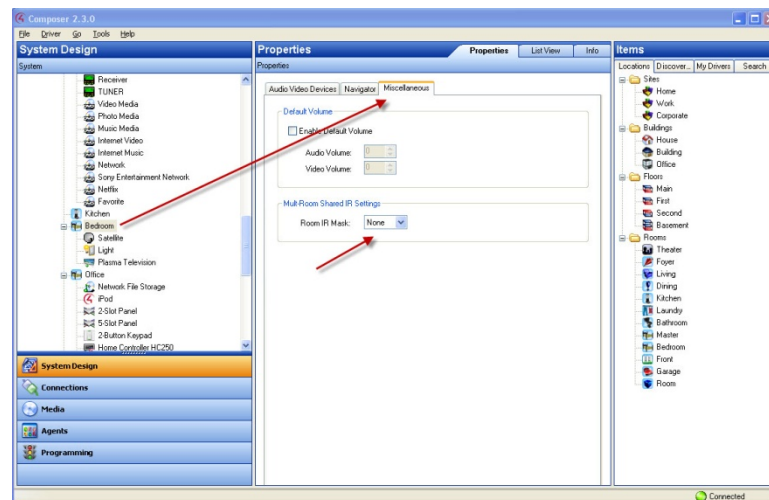 Composer 2.3.0
File Driver Go Tools Help
System Design
System
Receiver
TUNER
Video Media
Photo Media
Music Media
Internet Video
Internet Music
Network
Sony Entertainment Network
Netflix
Favorite
Kitchen
Bedroom
Satellite
Light
Plasma Television
Office
Network File Storage
iPod
2-Slot Panel
5-Slot Panel
2-Button Keypad
Home Controller HC250
System Design
Connections
Media
Agents
Programming
Properties
Properties List View Info
Properties
Audio Video Devices Navigator Miscellaneous
Default Volume
Enable Default Volume
Audio Volume: 0
Video Volume: 0
Multi-Room Shared IR Settings
Room IR Mask: None
Items
Locations Discover... My Drivers Search
Sites
Home
Work
Corporate
Buildings
House
Building
Office
Floors
Main
First
Second
Basement
Rooms
Theater
Foyer
Living
Dining
Kitchen
Laundry
Bathroom
Master
Bedroom
Front
Garage
Room
Connected